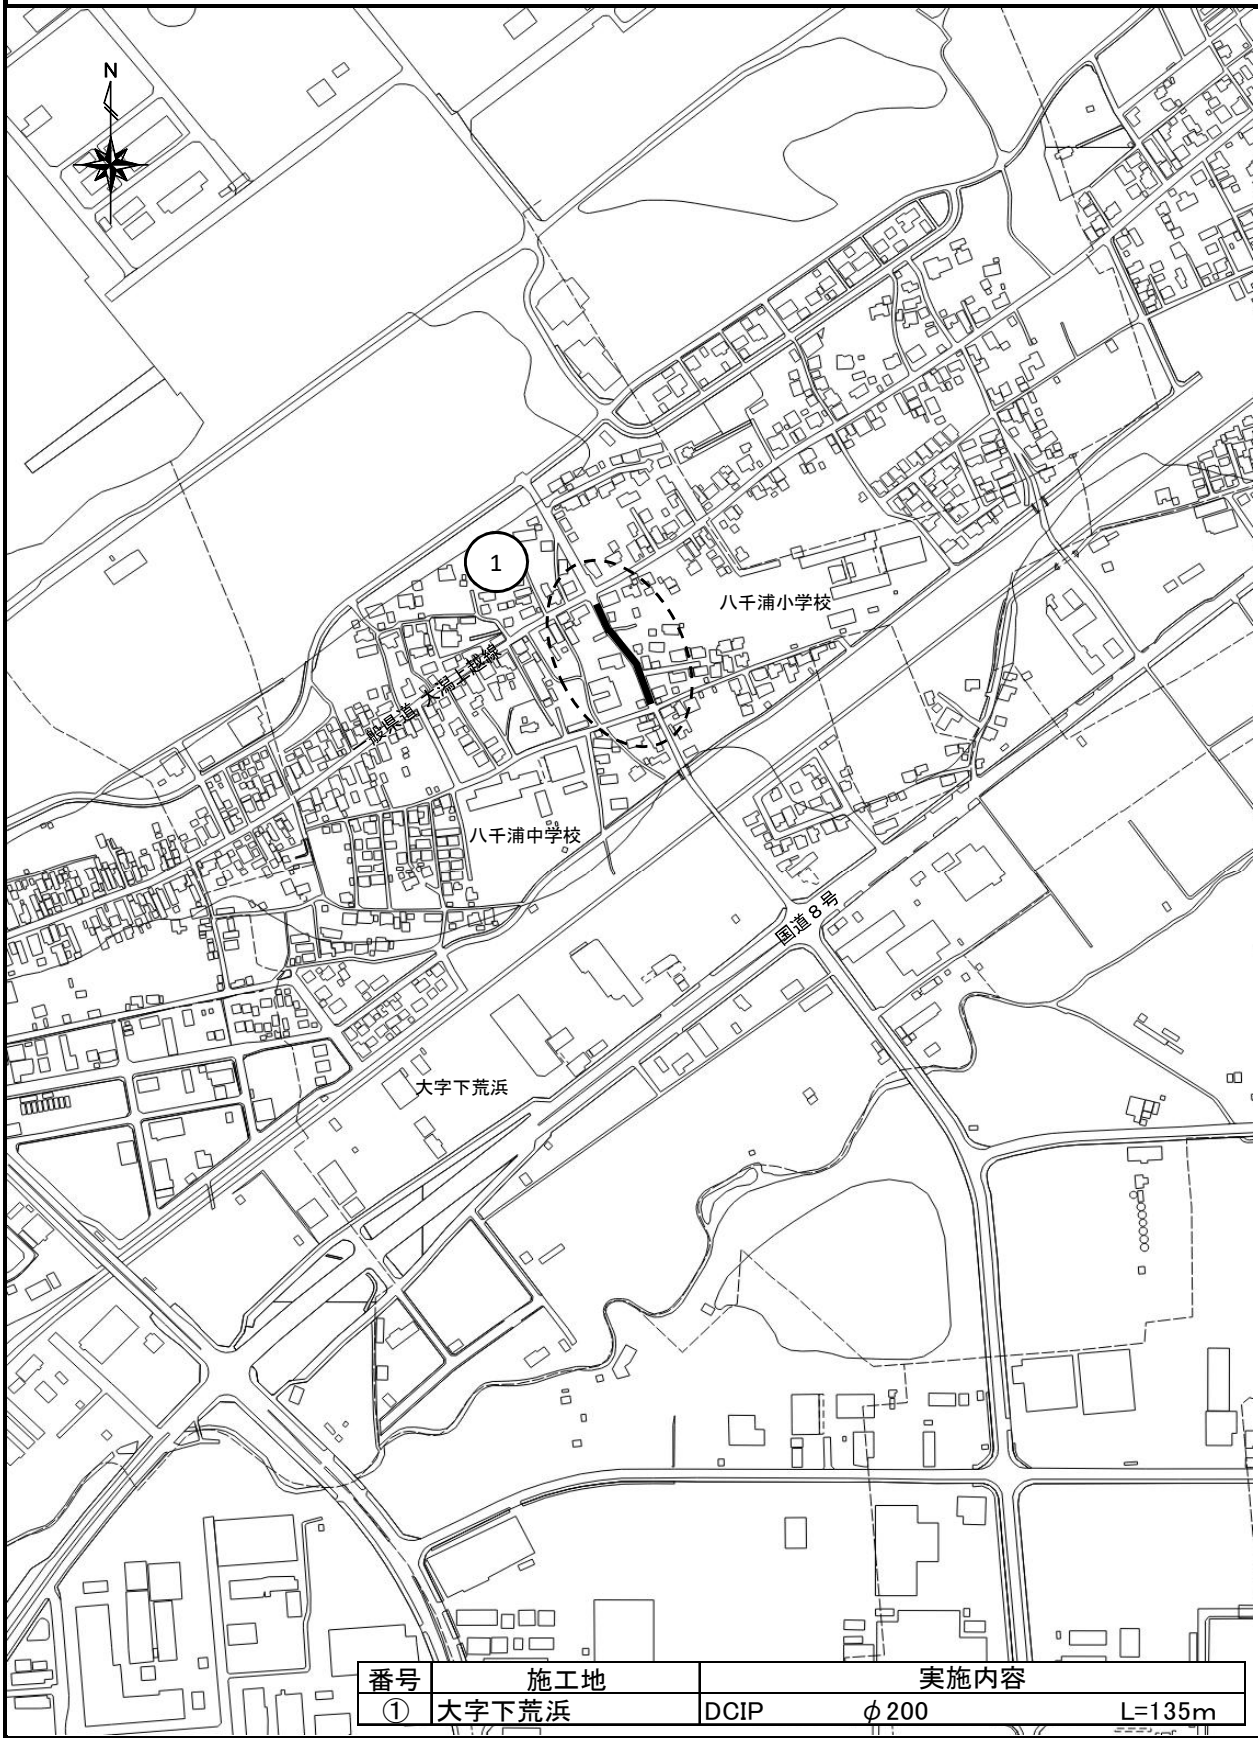 N
1
八千浦小学校
一般県道 大潟上越線
八千浦中学校
国道8号
大字下荒浜
番号 施工地 実施内容
① 大字下荒浜 DCIP φ200 L=135m